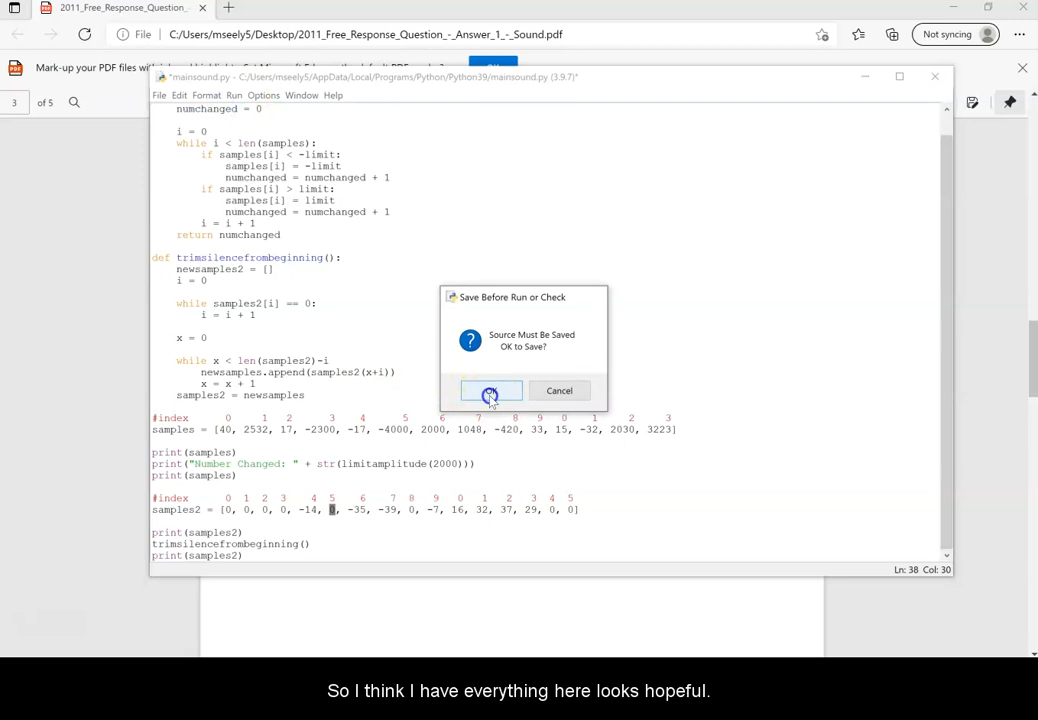 2011_Free_Response_Question_
File
C:/Users/mseely5/Desktop/2011_Free_Response_Question_-_Answer_1_-_Sound.pdf
Not syncing
Mark-up your PDF files with
3 of 5
*mainsound.py - C:/Users/mseely5/AppData/Local/Programs/Python/Python39/mainsound.py (3.9.7)*
File Edit Format Run Options Window Help
numchanged = 0
i = 0
while i < len(samples):
if samples[i] < -limit:
samples[i] = -limit
numchanged = numchanged + 1
if samples[i] > limit:
samples[i] = limit
numchanged = numchanged + 1
i = i + 1
return numchanged
def trimsilencefrombeginning():
newsamples2 = []
i = 0
while samples2[i] == 0:
i = i + 1
x = 0
while x < len(samples2)-i
newsamples.append(samples2(x+i))
x = x + 1
samples2 = newsamples
#index 0 1 2 3 4 5 6 7 8 9 0 1 2 3
samples = [40, 2532, 17, -2300, -17, -4000, 2000, 1048, -420, 33, 15, -32, 2030, 3223]
print(samples)
print("Number Changed: " + str(limitamplitude(2000)))
print(samples)
#index 0 1 2 3 4 5 6 7 8 9 0 1 2 3 4 5
samples2 = [0, 0, 0, 0, -14, 0, -35, -39, 0, -7, 16, 32, 37, 29, 0, 0]
print(samples2)
trimsilencefrombeginning()
print(samples2)
Ln: 38 Col: 30
Save Before Run or Check
Source Must Be Saved
OK to Save?
OK Cancel
So I think I have everything here looks hopeful.